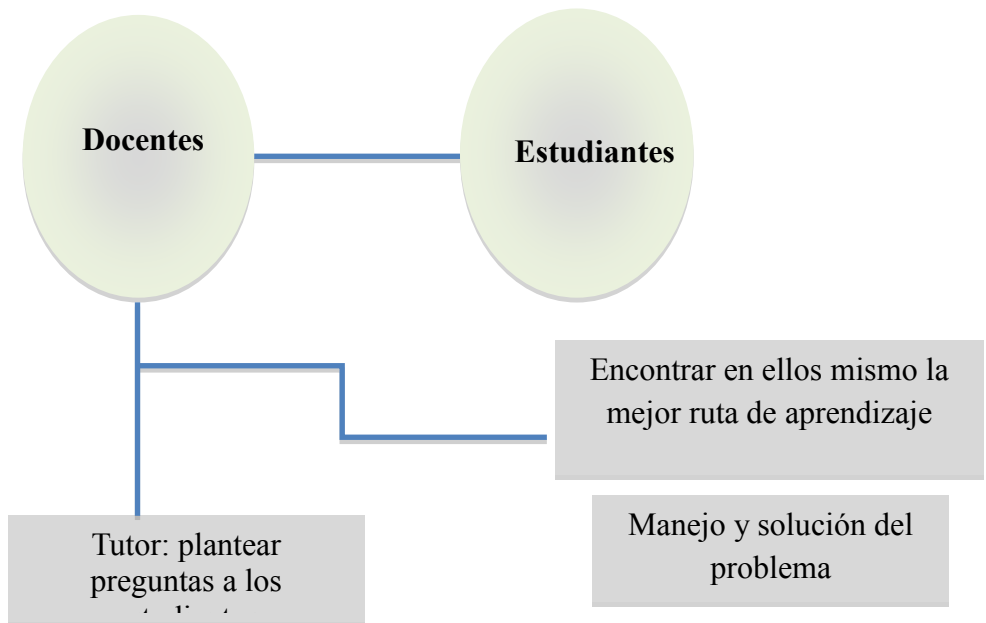 Docentes
Estudiantes
Encontrar en ellos mismo la
mejor ruta de aprendizaje
Manejo y solución del
problema
Tutor: plantear
preguntas a los